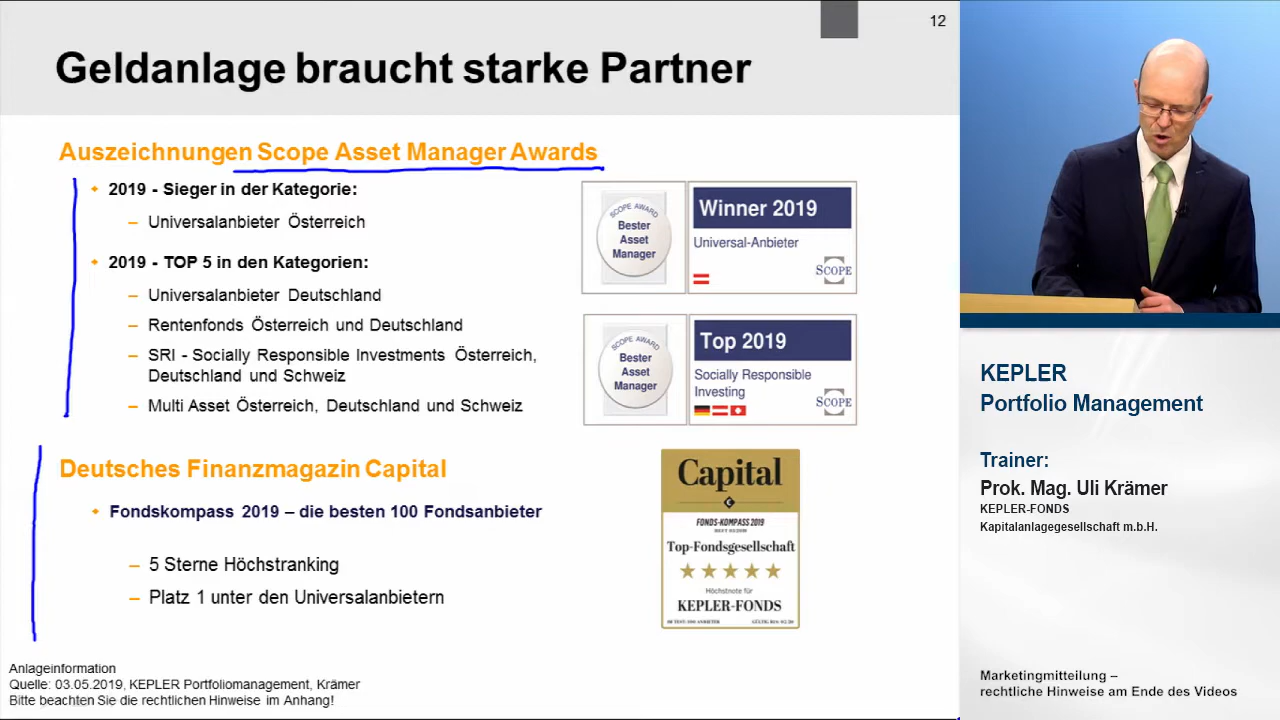 12
Geldanlage braucht starke Partner
Auszeichnungen Scope Asset Manager Awards
2019 - Sieger in der Kategorie:
– Universalanbieter Österreich
2019 - TOP 5 in den Kategorien:
– Universalanbieter Deutschland
– Rentenfonds Österreich und Deutschland
– SRI - Socially Responsible Investments Österreich,
Deutschland und Schweiz
– Multi Asset Österreich, Deutschland und Schweiz
SCOPE AWARD
Bester
Asset
Manager
Winner 2019
Universal-Anbieter
SCOPE
SCOPE AWARD
Bester
Asset
Manager
Top 2019
Socially Responsible
Investing
SCOPE
Deutsches Finanzmagazin Capital
Fondskompass 2019 – die besten 100 Fondsanbieter
– 5 Sterne Höchstranking
– Platz 1 unter den Universalanbietern
Capital
FONDS-KOMPASS 2019
Top-Fondsgesellschaft
Höchstnote für
KEPLER-FONDS
Anlageinformation
Quelle: 03.05.2019, KEPLER Portfoliomanagement, Krämer
Bitte beachten Sie die rechtlichen Hinweise im Anhang!
KEPLER
Portfolio Management
Trainer:
Prok. Mag. Uli Krämer
KEPLER-FONDS
Kapitalanlagegesellschaft m.b.H.
Marketingmitteilung –
rechtliche Hinweise am Ende des Videos